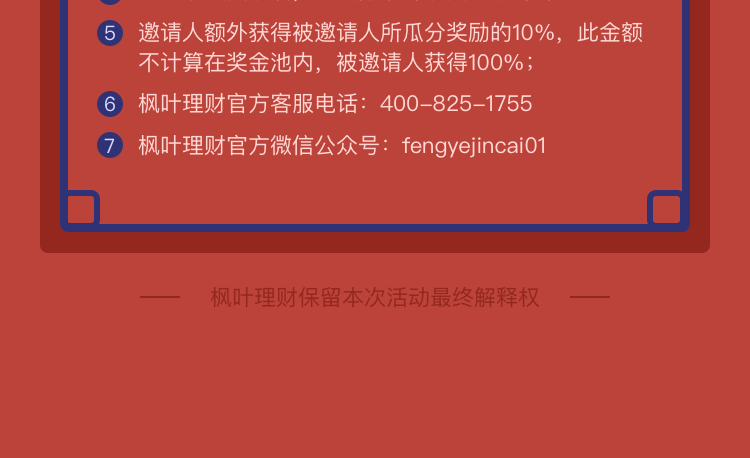 5 邀请人额外获得被邀请人所瓜分奖励的10%，此金额
不计算在奖金池内，被邀请人获得100%；
6 枫叶理财官方客服电话：400-825-1755
7 枫叶理财官方微信公众号：fengyejincai01
枫叶理财保留本次活动最终解释权